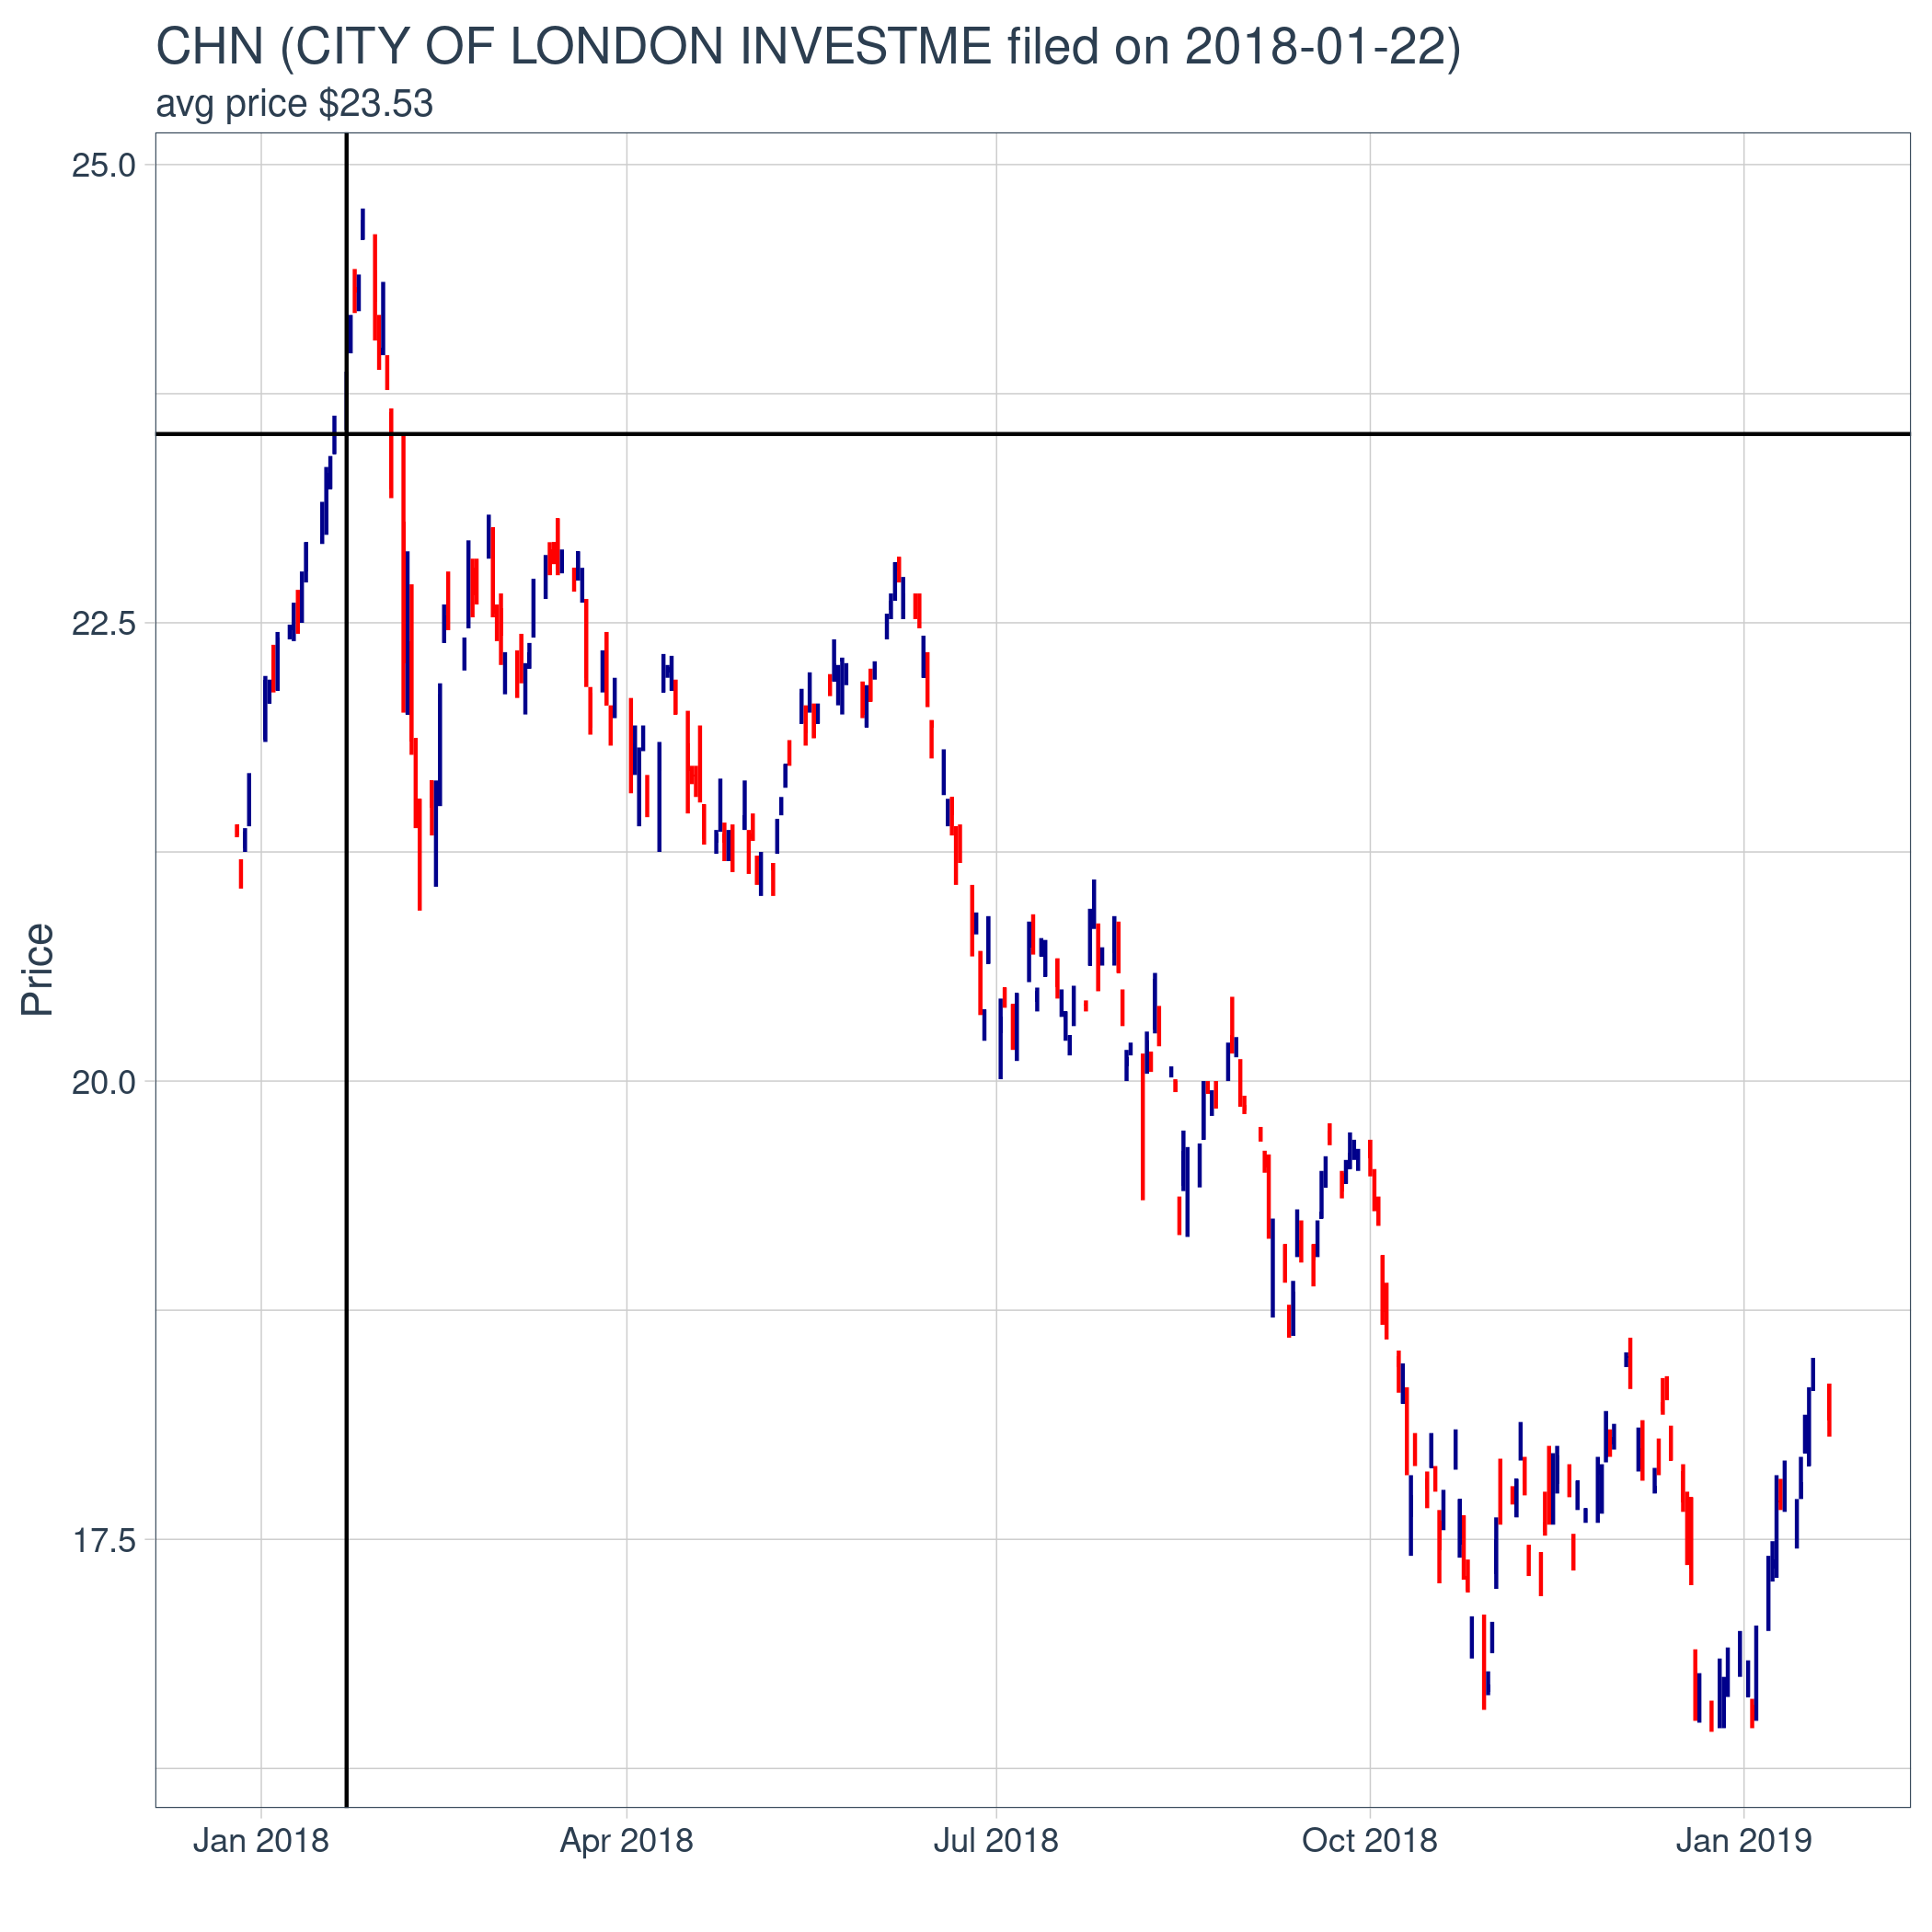 CHN (CITY OF LONDON INVESTME filed on 2018-01-22)
avg price $23.53
25.0
22.5
20.0
17.5
Price
Jan 2018
Apr 2018
Jul 2018
Oct 2018
Jan 2019